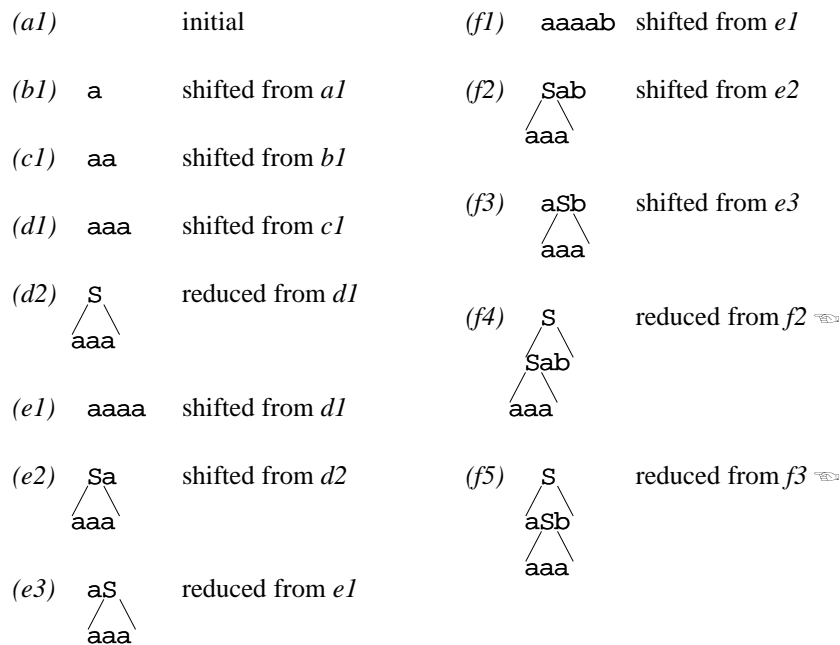 (a1) initial
(b1) a shifted from a1
(c1) aa shifted from b1
(d1) aaa shifted from c1
(d2) S reduced from d1
aaa
(e1) aaaa shifted from d1
(e2) Sa shifted from d2
aaa
(e3) aS reduced from e1
aaa
(f1) aaaab shifted from e1
(f2) Sab shifted from e2
aaa
(f3) aSb shifted from e3
aaa
(f4) S reduced from f2 ☜
Sab
aaa
(f5) S reduced from f3 ☜
aSb
aaa